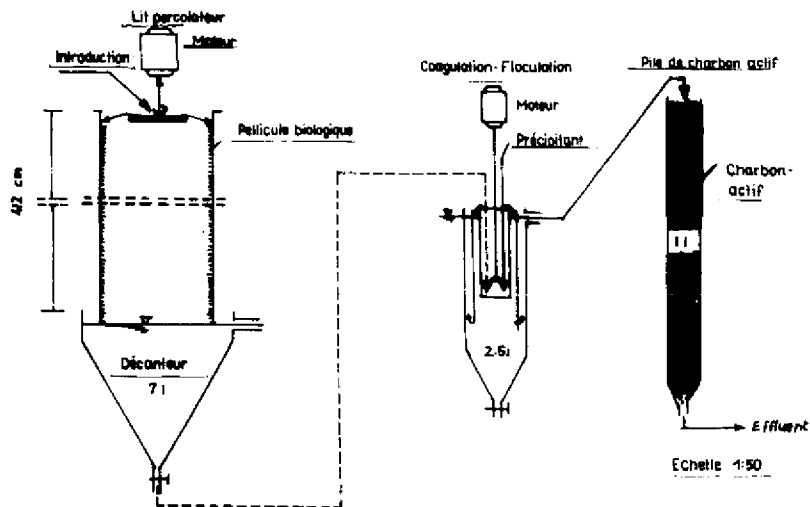 Lit percolateur
Moteur
Introduction
Pellicule biologique
412 cm
Décanteur
7 l
Coagulation-Floculation
Moteur
Précipitant
2.5l
Pile de charbon actif
Charbon-
actif
Effluent
Echelle 1:50